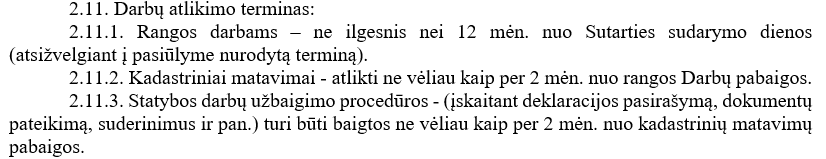 2.11. Darbų atlikimo terminas:
2.11.1. Rangos darbams – ne ilgesnis nei 12 mėn. nuo Sutarties sudarymo dienos
(atsižvelgiant į pasiūlyme nurodytą terminą).
2.11.2. Kadastriniai matavimai - atlikti ne vėliau kaip per 2 mėn. nuo rangos Darbų pabaigos.
2.11.3. Statybos darbų užbaigimo procedūros - (įskaitant deklaracijos pasirašymą, dokumentų
pateikimą, suderinimus ir pan.) turi būti baigtos ne vėliau kaip per 2 mėn. nuo kadastrinių matavimų
pabaigos.